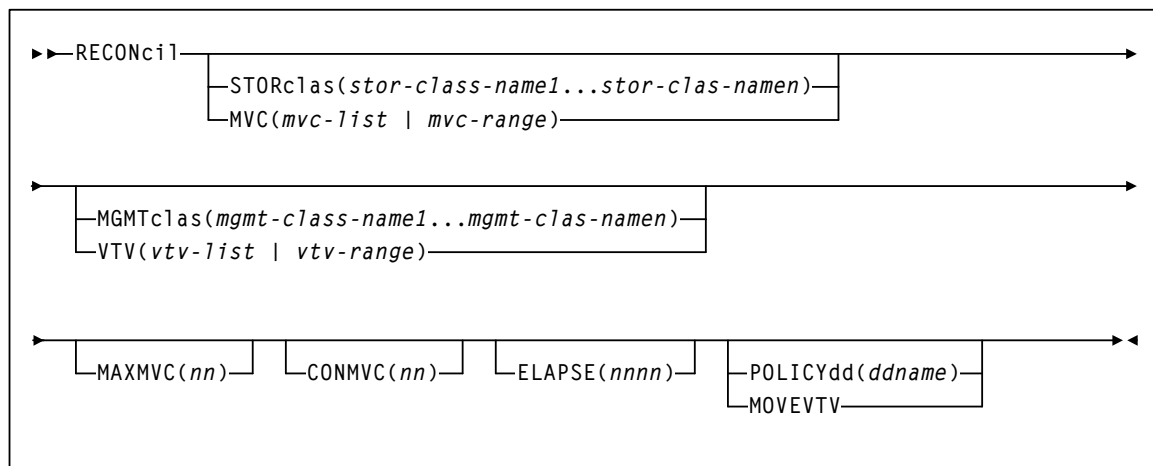 RECONcil
STORclas(stor-class-name1...stor-clas-namen)
MVC(mvc-list | mvc-range)
MGMTclas(mgmt-class-name1...mgmt-clas-namen)
VTV(vtv-list | vtv-range)
MAXMVC(nn) CONMVC(nn) ELAPSE(nnnn) POLICYdd(ddname)
MOVEVTV